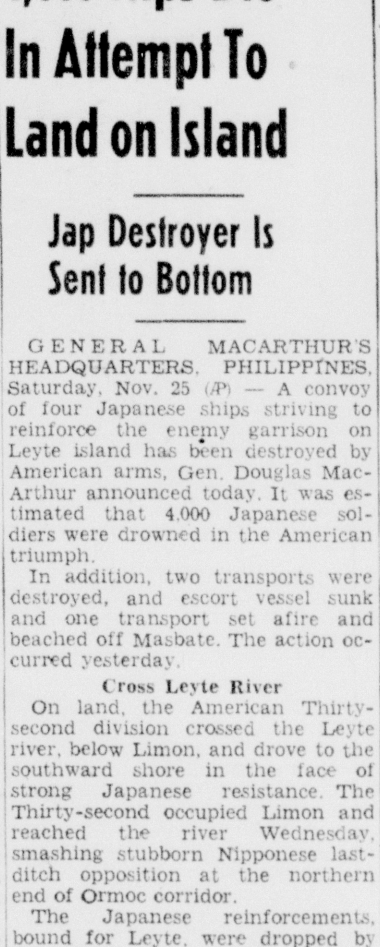 In Attempt To
Land on Island
Jap Destroyer Is
Sent to Bottom
GENERAL MACARTHUR'S
HEADQUARTERS, PHILIPPINES,
Saturday, Nov. 25 (AP) — A convoy
of four Japanese ships striving to
reinforce the enemy garrison on
Leyte island has been destroyed by
American arms, Gen. Douglas Mac-
Arthur announced today. It was es-
timated that 4,000 Japanese sol-
diers were drowned in the American
triumph.
In addition, two transports were
destroyed, and escort vessel sunk
and one transport set afire and
beached off Masbate. The action oc-
curred yesterday.
Cross Leyte River
On land, the American Thirty-
second division crossed the Leyte
river, below Limon, and drove to the
southward shore in the face of
strong Japanese resistance. The
Thirty-second occupied Limon and
reached the river Wednesday,
smashing stubborn Nipponese last-
ditch opposition at the northern
end of Ormoc corridor.
The Japanese reinforcements,
bound for Leyte, were dropped by